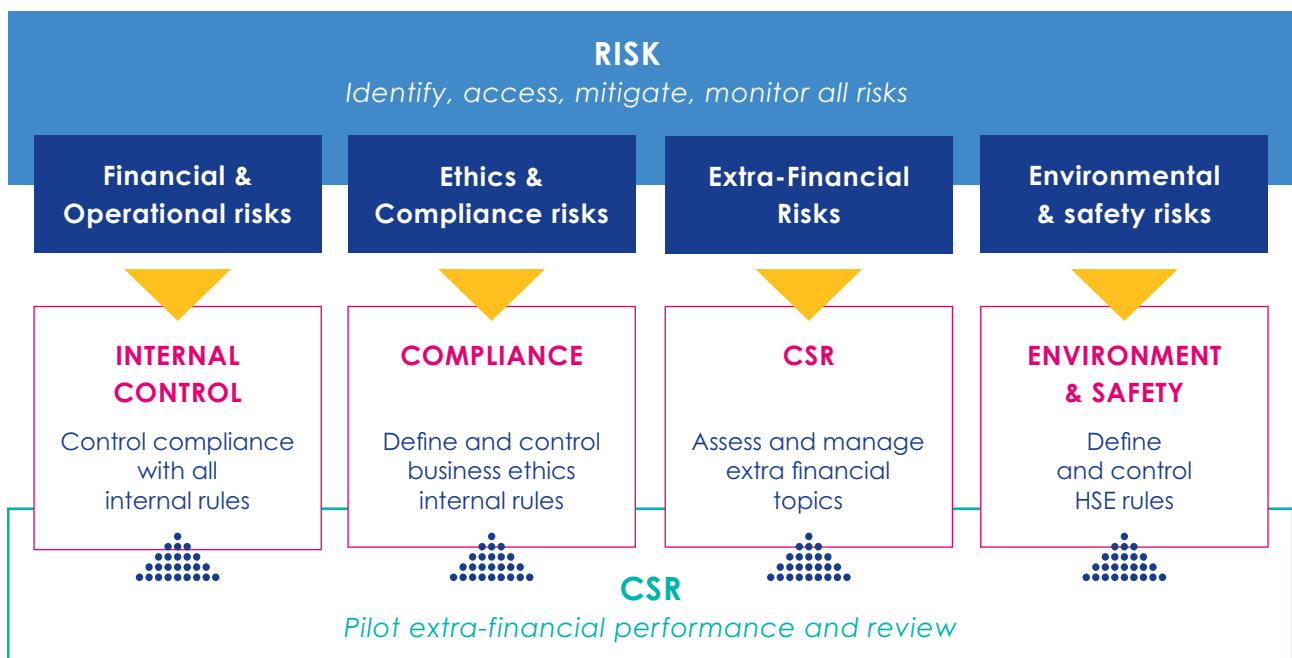 RISK
Identify, access, mitigate, monitor all risks
Financial &
Operational risks
Ethics &
Compliance risks
Extra-Financial
Risks
Environmental
& safety risks
INTERNAL
CONTROL
Control compliance
with all
internal rules
COMPLIANCE
Define and control
business ethics
internal rules
CSR
Assess and manage
extra financial
topics
ENVIRONMENT
& SAFETY
Define
and control
HSE rules
CSR
Pilot extra-financial performance and review